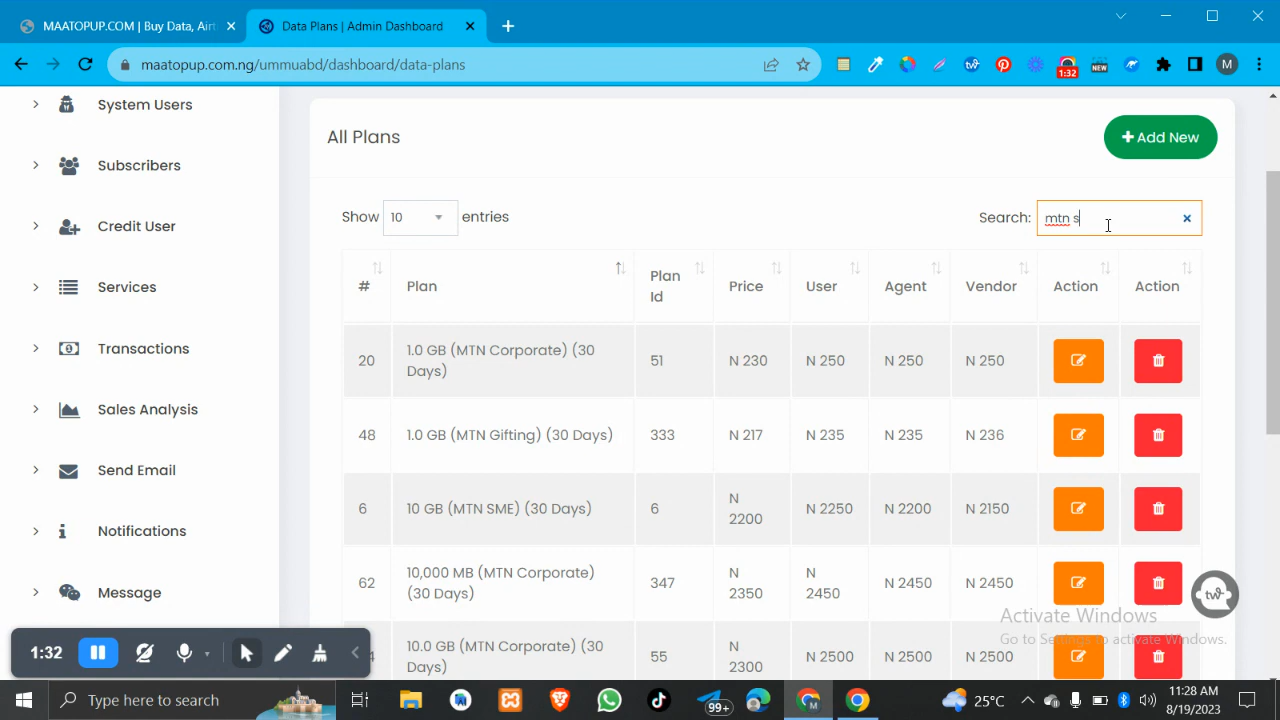 MAATOPUP.COM | Buy Data, Airt
Data Plans | Admin Dashboard
maatopup.com.ng/ummuabd/dashboard/data-plans
1:32
NEW
M
System Users
Subscribers
Credit User
Services
Transactions
Sales Analysis
Send Email
Notifications
Message
All Plans
Add New
Show 10 entries
Search: mtn s
# Plan Plan Id Price User Agent Vendor Action Action
20 1.0 GB (MTN Corporate) (30 Days) 51 N 230 N 250 N 250 N 250
48 1.0 GB (MTN Gifting) (30 Days) 333 N 217 N 235 N 235 N 236
6 10 GB (MTN SME) (30 Days) 6 N 2200 N 2250 N 2200 N 2150
62 10,000 MB (MTN Corporate) (30 Days) 347 N 2350 N 2450 N 2450 N 2450
4 10.0 GB (MTN Corporate) (30 Days) 55 N 2300 N 2500 N 2500 N 2500
Activate Windows
Go to Settings to activate Windows.
1:32
Type here to search
99+
25°C
11:28 AM
8/19/2023